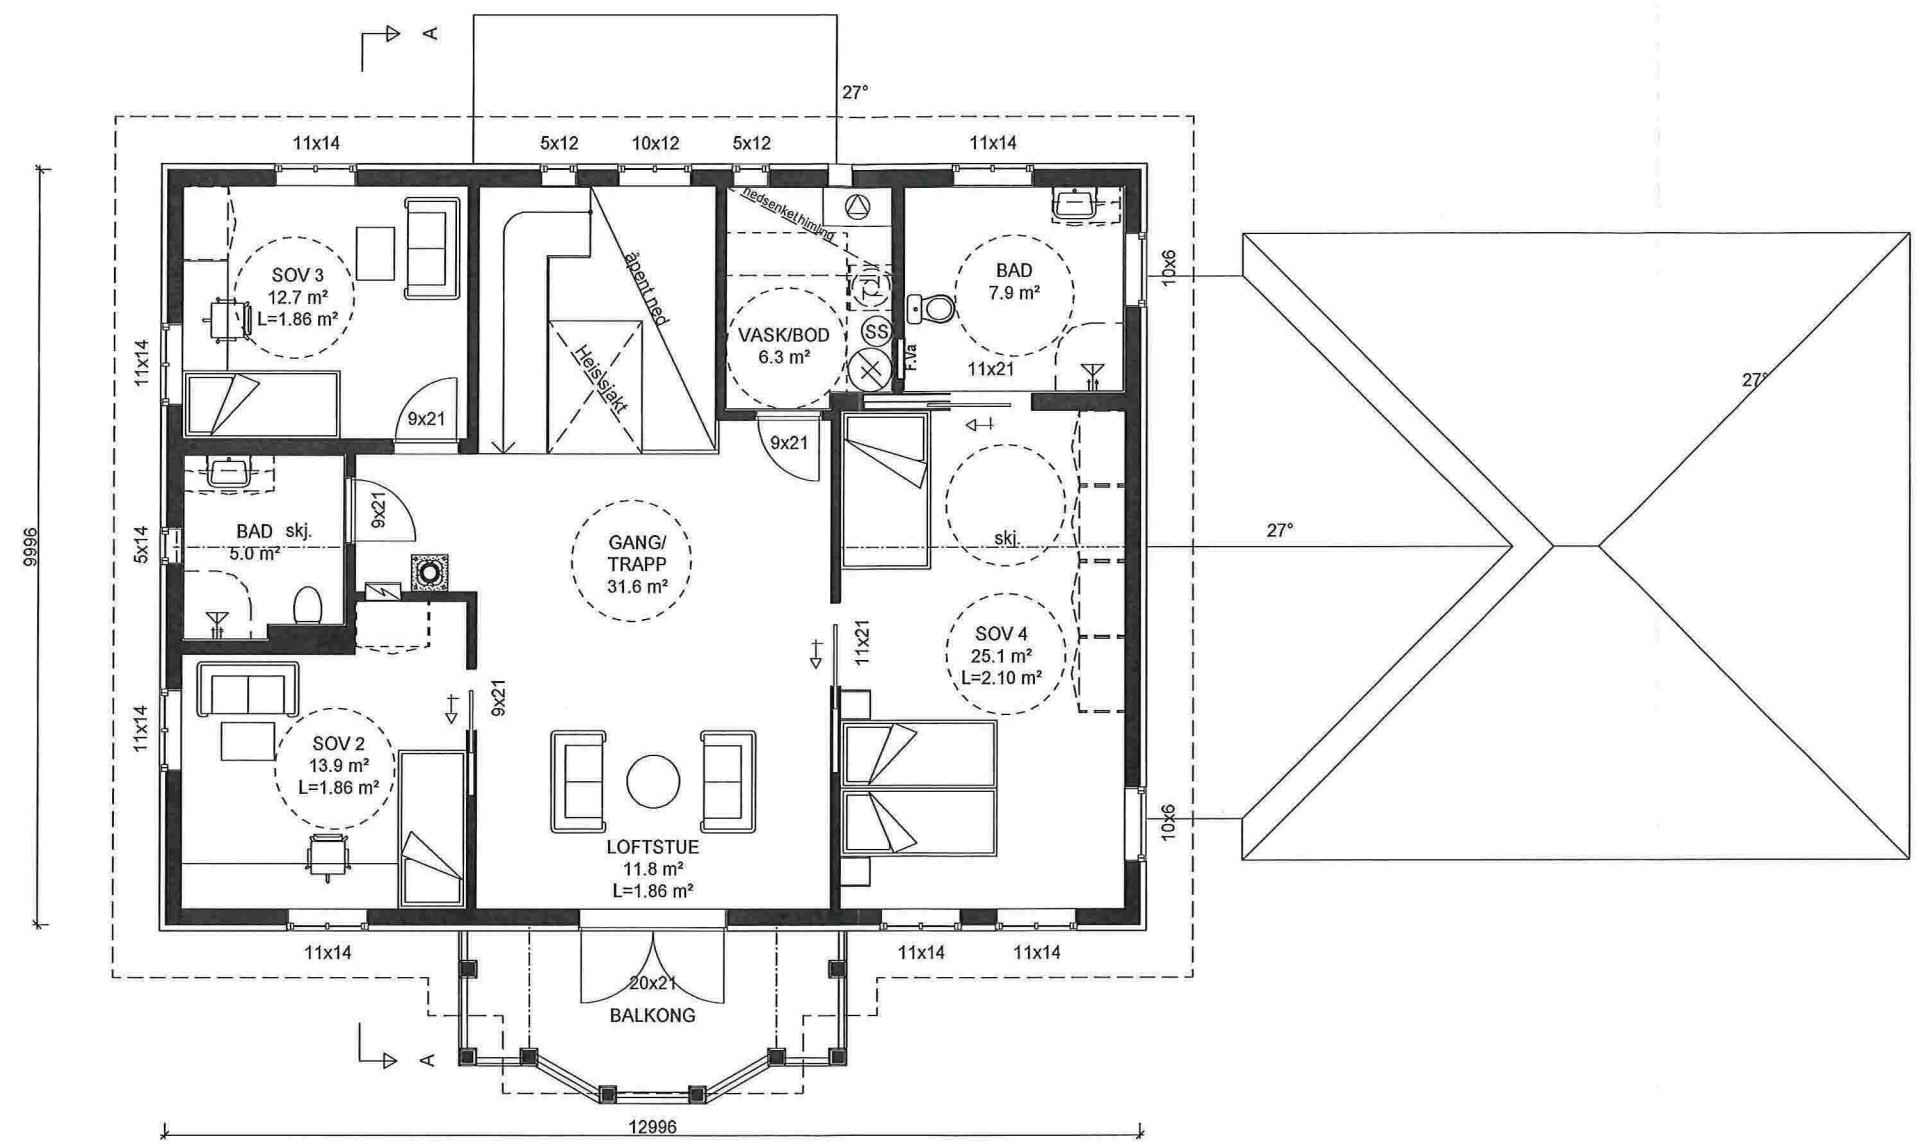 A
27°
11x14
5x12
10x12
5x12
11x14
nedsenket himling
åpent ned
SOV 3
12.7 m²
L=1.86 m²
BAD
7.9 m²
10x6
VASK/BOD
6.3 m²
SS
F.Va
11x21
11x14
Heissjakt
27°
9x21
9x21
9x21
BAD skj.
5.0 m²
5x14
9996
GANG/
TRAPP
31.6 m²
skj.
27°
SOV 4
25.1 m²
L=2.10 m²
11x21
9x21
11x14
SOV 2
13.9 m²
L=1.86 m²
10x6
LOFTSTUE
11.8 m²
L=1.86 m²
11x14
11x14
11x14
20x21
BALKONG
A
12996